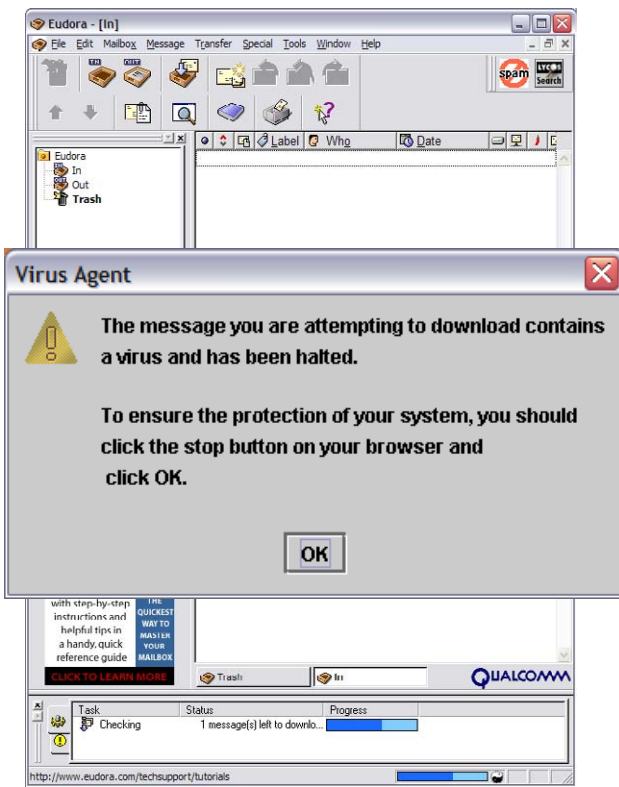 Eudora - [In]
File Edit Mailbox Message Transfer Special Tools Window Help
IN OUT
spam LYCOS Search
Label Who Date
Eudora
In
Out
Trash
Virus Agent
The message you are attempting to download contains
a virus and has been halted.
To ensure the protection of your system, you should
click the stop button on your browser and
click OK.
OK
with step-by-step
instructions and
helpful tips in
a handy, quick
reference guide
THE
QUICKEST
WAY TO
MASTER
YOUR
MAILBOX
CLICK TO LEARN MORE
Trash In
QUALCOMM
Task Status Progress
Checking 1 message(s) left to downlo...
http://www.eudora.com/techsupport/tutorials